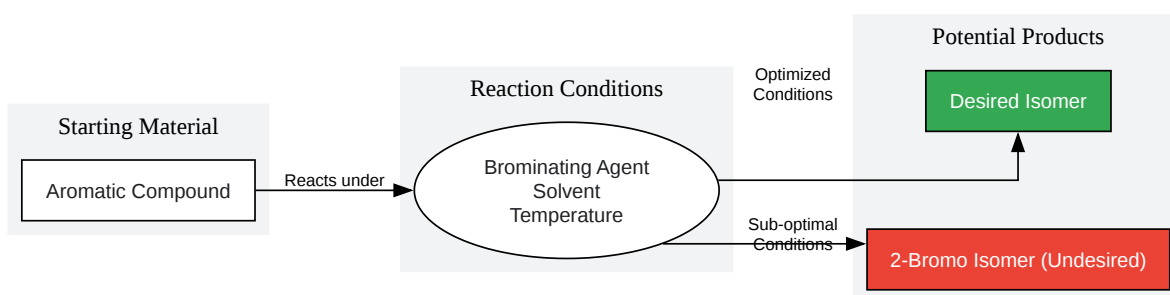 Starting Material
Aromatic Compound
Reacts under
Reaction Conditions
Brominating Agent
Solvent
Temperature
Optimized
Conditions
Sub-optimal
Conditions
Potential Products
Desired Isomer
2-Bromo Isomer (Undesired)